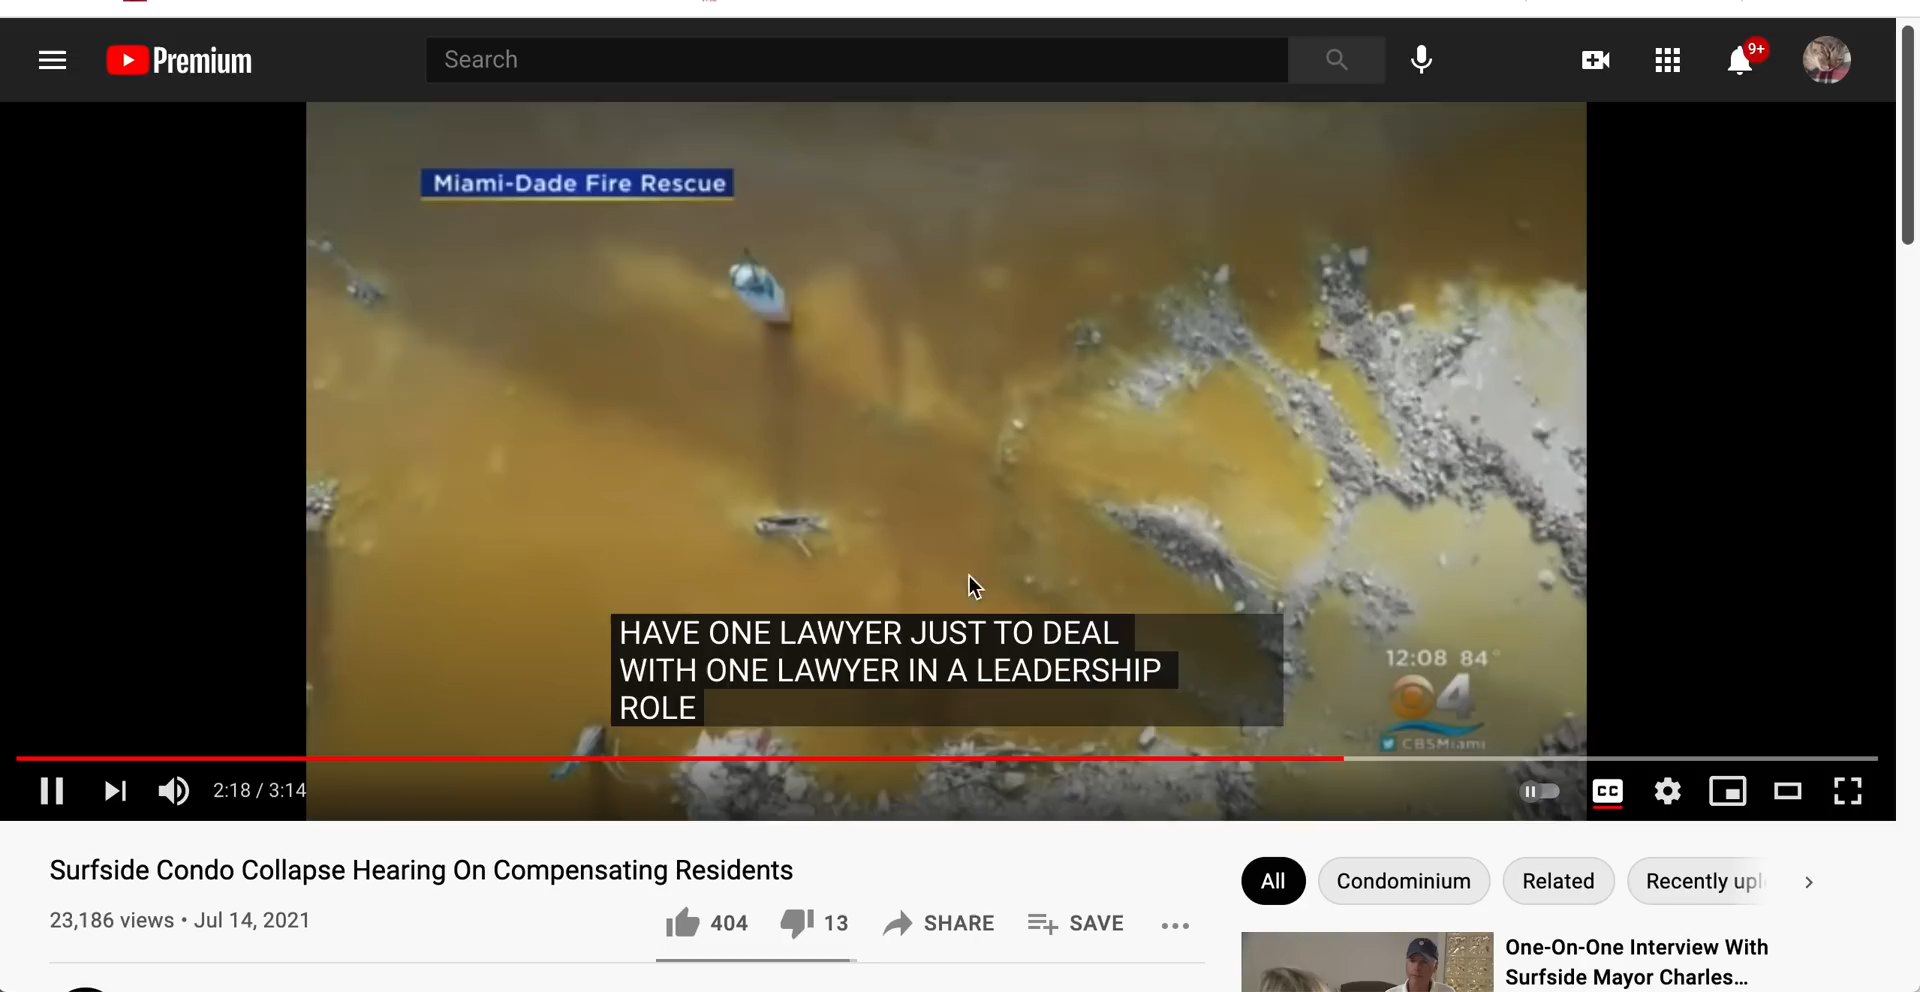 Premium
Search
9+
Miami-Dade Fire Rescue
HAVE ONE LAWYER JUST TO DEAL
WITH ONE LAWYER IN A LEADERSHIP
ROLE
12:08 84°
4
CBSMiami
2:18 / 3:14
CC
Surfside Condo Collapse Hearing On Compensating Residents
23,186 views • Jul 14, 2021
404
13
SHARE
SAVE
All
Condominium
Related
Recently upl
One-On-One Interview With
Surfside Mayor Charles...